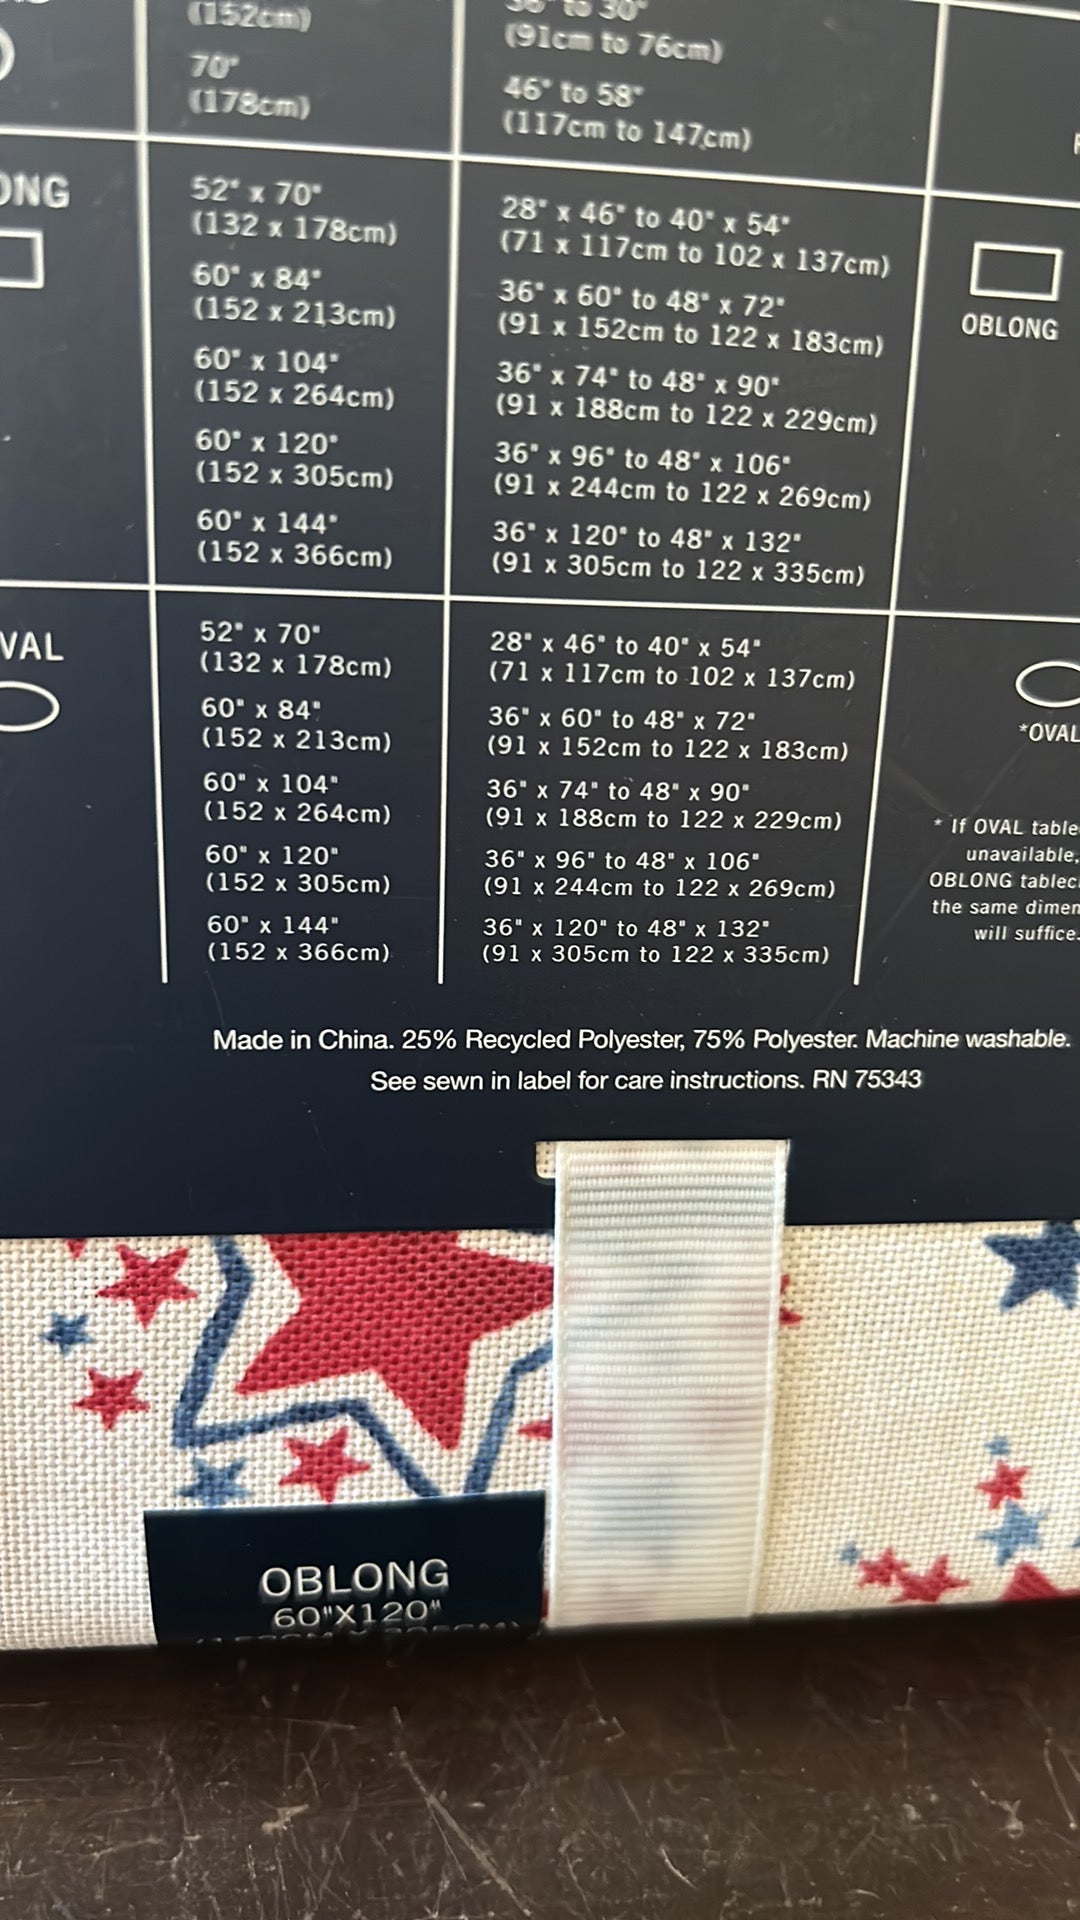 (152cm)
70"
(178cm)
36" to 30"
(91cm to 76cm)
46" to 58"
(117cm to 147cm)
52" x 70"
(132 x 178cm)
60" x 84"
(152 x 213cm)
60" x 104"
(152 x 264cm)
60" x 120"
(152 x 305cm)
60" x 144"
(152 x 366cm)
28" x 46" to 40" x 54"
(71 x 117cm to 102 x 137cm)
36" x 60" to 48" x 72"
(91 x 152cm to 122 x 183cm)
36" x 74" to 48" x 90"
(91 x 188cm to 122 x 229cm)
36" x 96" to 48" x 106"
(91 x 244cm to 122 x 269cm)
36" x 120" to 48" x 132"
(91 x 305cm to 122 x 335cm)
OBLONG
VAL
52" x 70"
(132 x 178cm)
60" x 84"
(152 x 213cm)
60" x 104"
(152 x 264cm)
60" x 120"
(152 x 305cm)
60" x 144"
(152 x 366cm)
28" x 46" to 40" x 54"
(71 x 117cm to 102 x 137cm)
36" x 60" to 48" x 72"
(91 x 152cm to 122 x 183cm)
36" x 74" to 48" x 90"
(91 x 188cm to 122 x 229cm)
36" x 96" to 48" x 106"
(91 x 244cm to 122 x 269cm)
36" x 120" to 48" x 132"
(91 x 305cm to 122 x 335cm)
*OVAL
* If OVAL table
unavailable,
OBLONG tablec
the same dimen
will suffice.
Made in China. 25% Recycled Polyester, 75% Polyester. Machine washable.
See sewn in label for care instructions. RN 75343
OBLONG
60"X120"